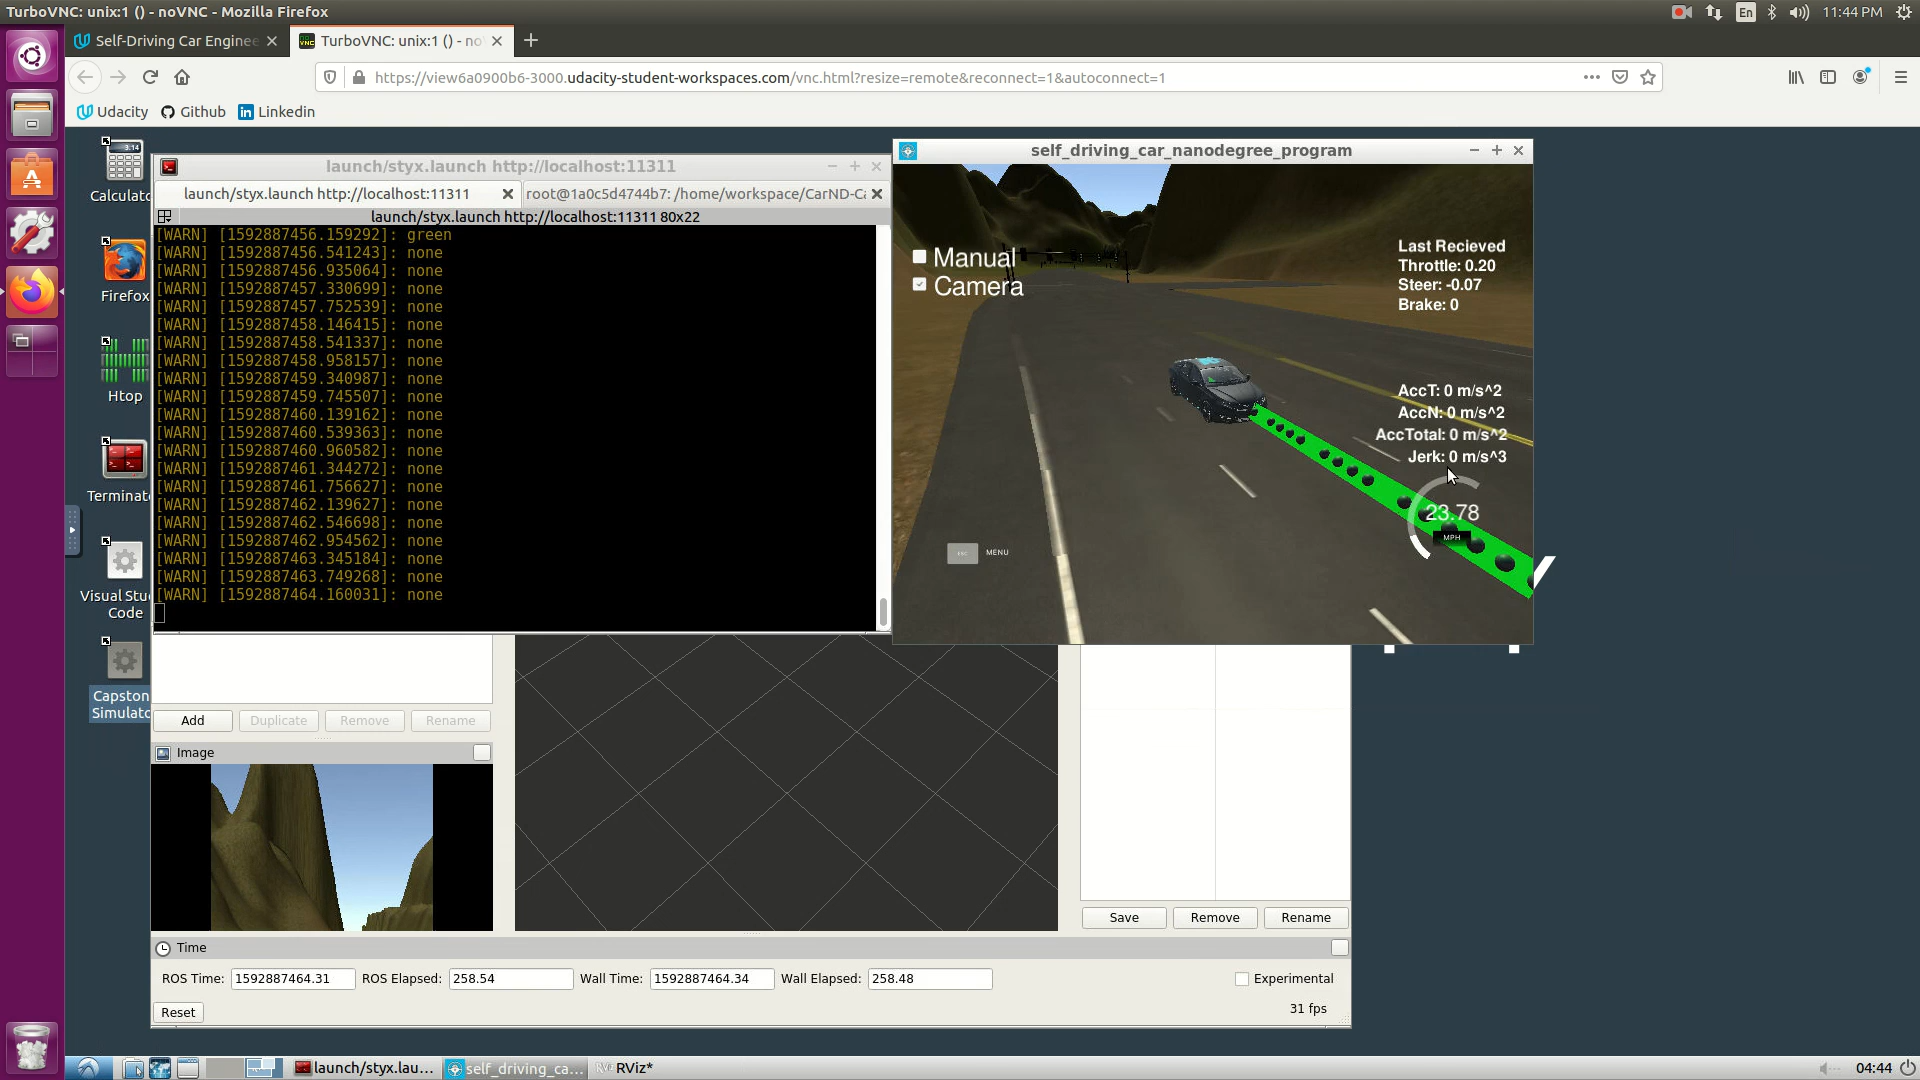 TurboVNC: unix:1 () - noVNC - Mozilla Firefox
En
11:44 PM
Self-Driving Car Enginee
TurboVNC: unix:1 () - no
https://view6a0900b6-3000.udacity-student-workspaces.com/vnc.html?resize=remote&reconnect=1&autoconnect=1
Udacity
Github
Linkedin
3.14
Calculato
Firefox
Htop
Terminato
Visual Stu
Code
Capston
Simulato
launch/styx.launch http://localhost:11311
launch/styx.launch http://localhost:11311
root@1a0c5d4744b7: /home/workspace/CarND-Ca
launch/styx.launch http://localhost:11311 80x22
[WARN] [1592887456.159292]: green
[WARN] [1592887456.541243]: none
[WARN] [1592887456.935064]: none
[WARN] [1592887457.330699]: none
[WARN] [1592887457.752539]: none
[WARN] [1592887458.146415]: none
[WARN] [1592887458.541337]: none
[WARN] [1592887458.958157]: none
[WARN] [1592887459.340987]: none
[WARN] [1592887459.745507]: none
[WARN] [1592887460.139162]: none
[WARN] [1592887460.539363]: none
[WARN] [1592887460.960582]: none
[WARN] [1592887461.344272]: none
[WARN] [1592887461.756627]: none
[WARN] [1592887462.139627]: none
[WARN] [1592887462.546698]: none
[WARN] [1592887462.954562]: none
[WARN] [1592887463.345184]: none
[WARN] [1592887463.749268]: none
[WARN] [1592887464.160031]: none
self_driving_car_nanodegree_program
Manual
Camera
Last Recieved
Throttle: 0.20
Steer: -0.07
Brake: 0
AccT: 0 m/s^2
AccN: 0 m/s^2
AccTotal: 0 m/s^2
Jerk: 0 m/s^3
23.78
MPH
ESC
MENU
Add
Duplicate
Remove
Rename
Image
Save
Remove
Rename
Time
ROS Time: 1592887464.31 ROS Elapsed: 258.54 Wall Time: 1592887464.34 Wall Elapsed: 258.48
Experimental
Reset
31 fps
launch/styx.lau...
self_driving_ca...
RViz*
04:44